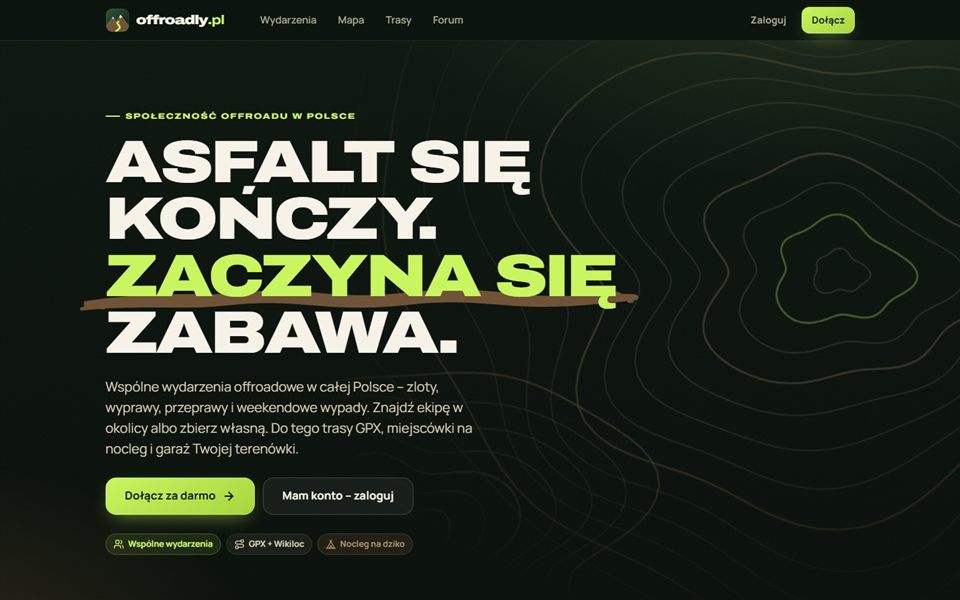 offroadly.pl
Wydarzenia
Mapa
Trasy
Forum
Zaloguj
Dołącz
— SPOŁECZNOŚĆ OFFROADU W POLSCE
ASFALT SIĘ
KOŃCZY.
ZACZYNA SIĘ
ZABAWA.
Wspólne wydarzenia offroadowe w całej Polsce – zloty,
wyprawy, przeprawy i weekendowe wypady. Znajdź ekipę w
okolicy albo zbierz własną. Do tego trasy GPX, miejscówki na
nocleg i garaż Twojej terenówki.
Dołącz za darmo →
Mam konto – zaloguj
Wspólne wydarzenia
GPX + Wikiloc
Nocleg na dziko